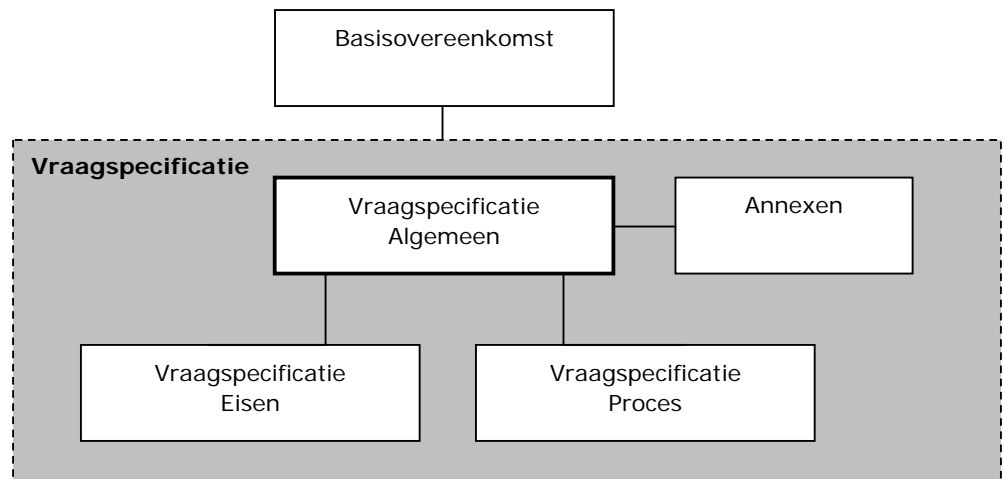 Basisovereenkomst
Vraagspecificatie
Vraagspecificatie
Algemeen
Annexen
Vraagspecificatie
Eisen
Vraagspecificatie
Proces